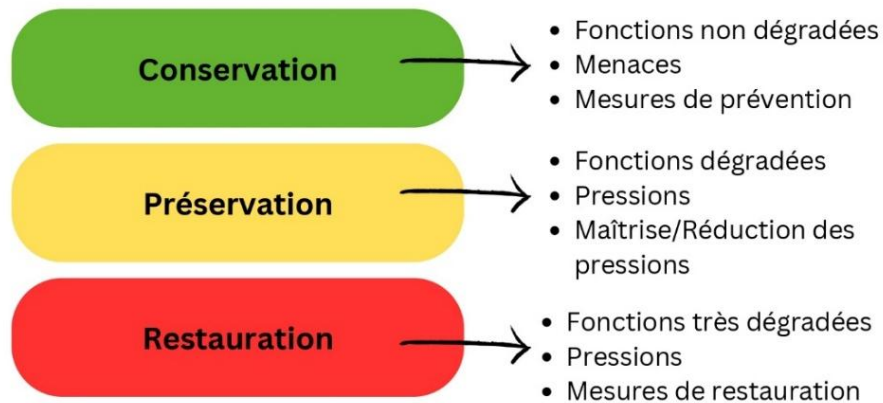 Conservation
• Fonctions non dégradées
• Menaces
• Mesures de prévention
Préservation
• Fonctions dégradées
• Pressions
• Maîtrise/Réduction des
pressions
Restauration
• Fonctions très dégradées
• Pressions
• Mesures de restauration